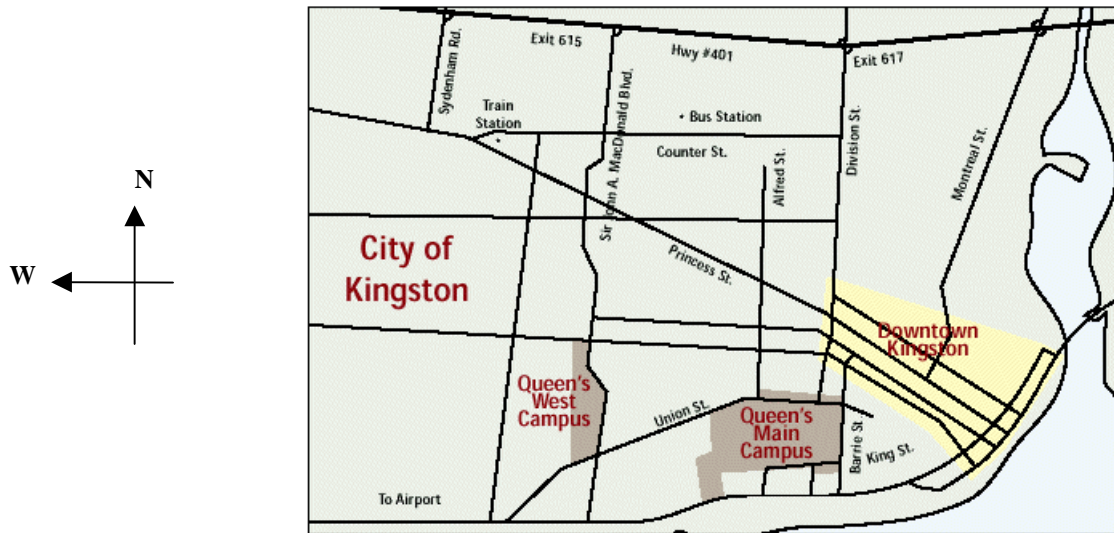 N
W
Sydenham Rd.
Exit 615
Hwy #401
Exit 617
Train
Station
Sir John A. MacDonald Blvd.
• Bus Station
Counter St.
Alfred St.
Division St.
Montreal St.
City of
Kingston
Princess St.
Downtown
Kingston
Queen's
West
Campus
Union St.
Queen's
Main
Campus
Barrie St.
King St.
To Airport